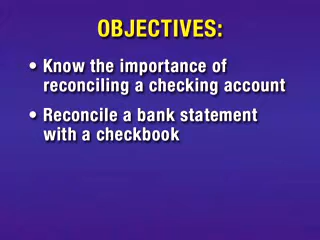 OBJECTIVES:
• Know the importance of
reconciling a checking account
• Reconcile a bank statement
with a checkbook